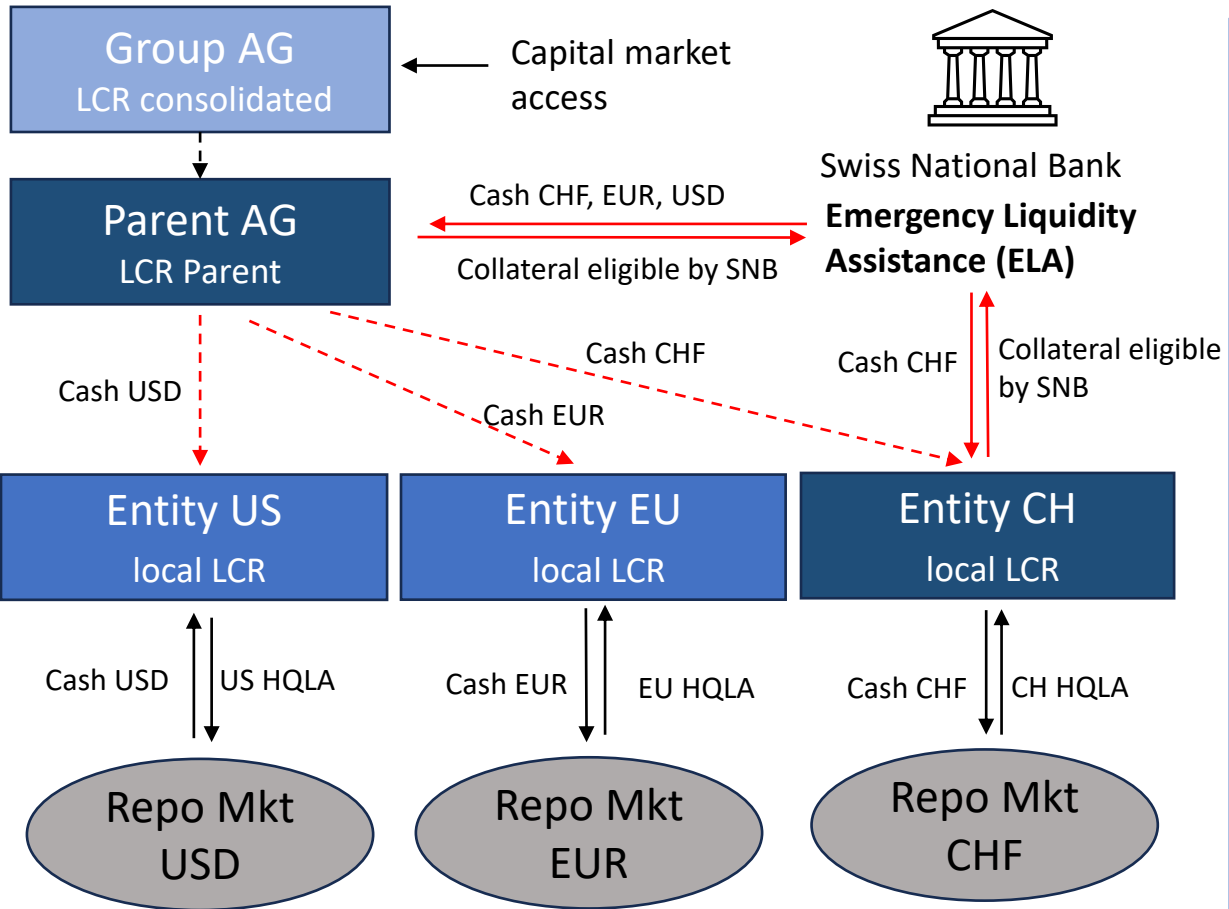 Group AG
LCR consolidated
Capital market
access
Swiss National Bank
Emergency Liquidity
Assistance (ELA)
Parent AG
LCR Parent
Cash CHF, EUR, USD
Collateral eligible by SNB
Cash USD
Cash EUR
Cash CHF
Cash CHF
Collateral eligible
by SNB
Entity US
local LCR
Entity EU
local LCR
Entity CH
local LCR
Cash USD
US HQLA
Cash EUR
EU HQLA
Cash CHF
CH HQLA
Repo Mkt
USD
Repo Mkt
EUR
Repo Mkt
CHF